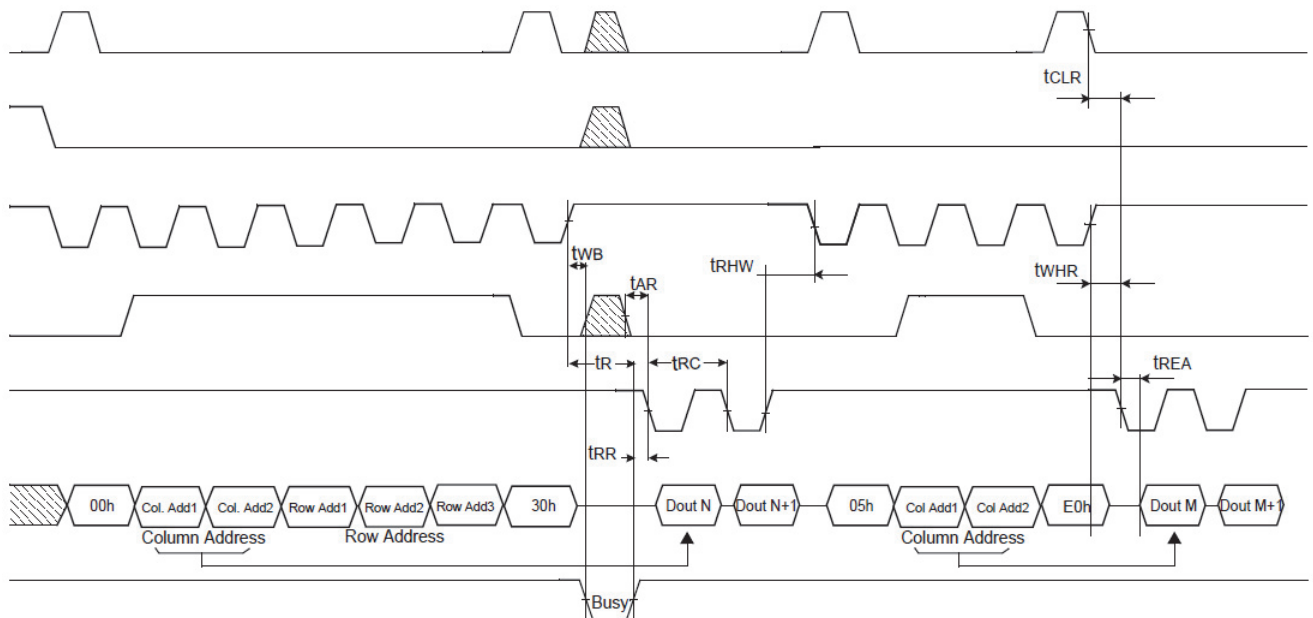 tCLR
tWB
tRHW
tWHR
tAR
tR
tRC
tREA
tRR
00h Col. Add1 Col. Add2 Row Add1 Row Add2 Row Add3 30h Dout N Dout N+1 05h Col Add1 Col Add2 E0h Dout M Dout M+1
Column Address Row Address Column Address
Busy